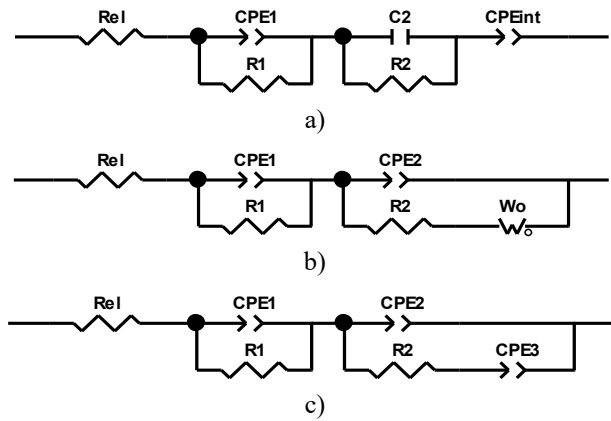 Rel CPE1 C2 CPEint
R1 R2
a)
Rel CPE1 CPE2
R1 R2 Wo
b)
Rel CPE1 CPE2
R1 R2 CPE3
c)